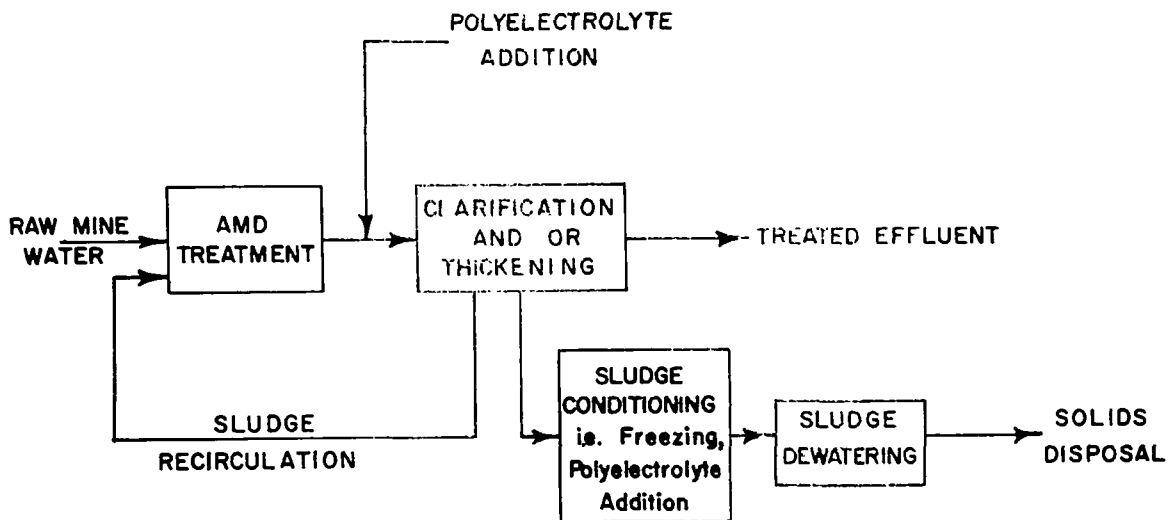 POLYELECTROLYTE
ADDITION
RAW MINE
WATER
AMD
TREATMENT
CLARIFICATION
AND OR
THICKENING
TREATED EFFLUENT
SLUDGE
RECIRCULATION
SLUDGE
CONDITIONING
i.e. Freezing,
Polyelectrolyte
Addition
SLUDGE
DEWATERING
SOLIDS
DISPOSAL